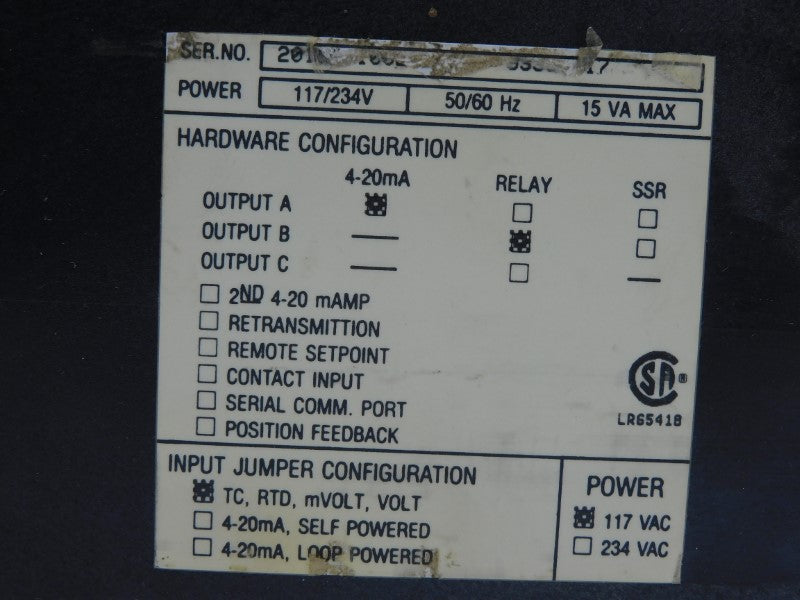 SER.NO. 17
POWER 117/234V 50/60 Hz 15 VA MAX
HARDWARE CONFIGURATION
4-20mA RELAY SSR
OUTPUT A
OUTPUT B
OUTPUT C
2ND 4-20 mAMP
RETRANSMITTION
REMOTE SETPOINT
CONTACT INPUT
SERIAL COMM. PORT
POSITION FEEDBACK
SA ®
LR65418
INPUT JUMPER CONFIGURATION
TC, RTD, mVOLT, VOLT
4-20mA, SELF POWERED
4-20mA, LOOP POWERED
POWER
117 VAC
234 VAC